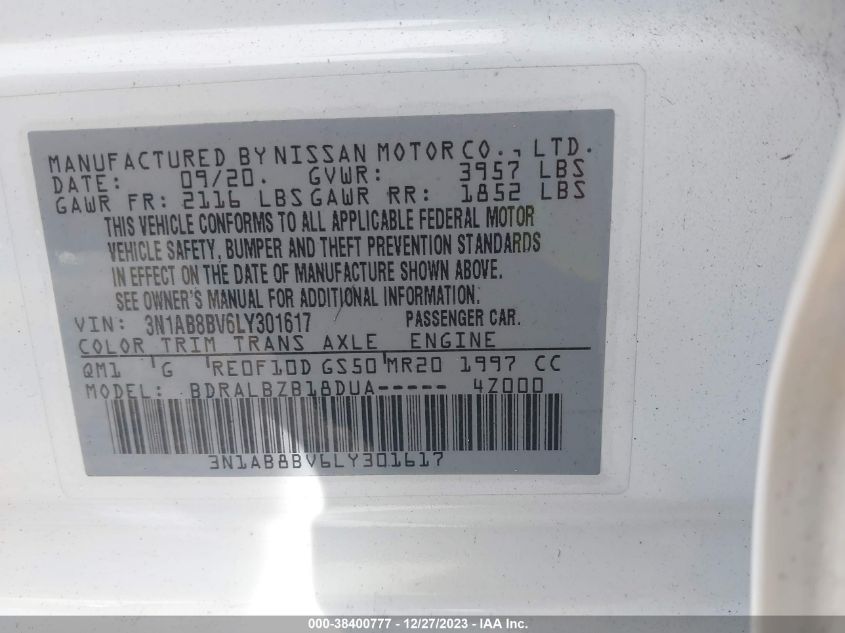 MANUFACTURED BY NISSAN MOTOR CO., LTD.
DATE: 09/20. GVWR: 3957 LBS
GAWR FR: 2116 LBS GAWR RR: 1852 LBS
THIS VEHICLE CONFORMS TO ALL APPLICABLE FEDERAL MOTOR
VEHICLE SAFETY, BUMPER AND THEFT PREVENTION STANDARDS
IN EFFECT ON THE DATE OF MANUFACTURE SHOWN ABOVE.
SEE OWNER'S MANUAL FOR ADDITIONAL INFORMATION.
VIN: 3N1AB8BV6LY301617 PASSENGER CAR.
COLOR TRIM TRANS AXLE ENGINE
QM1 G RE0F10D GS50 MR20 1997 CC
MODEL: BDRALBZB18DUA----- 4Z000
3N1AB8BV6LY301617
000-38400777 - 12/27/2023 - IAA Inc.